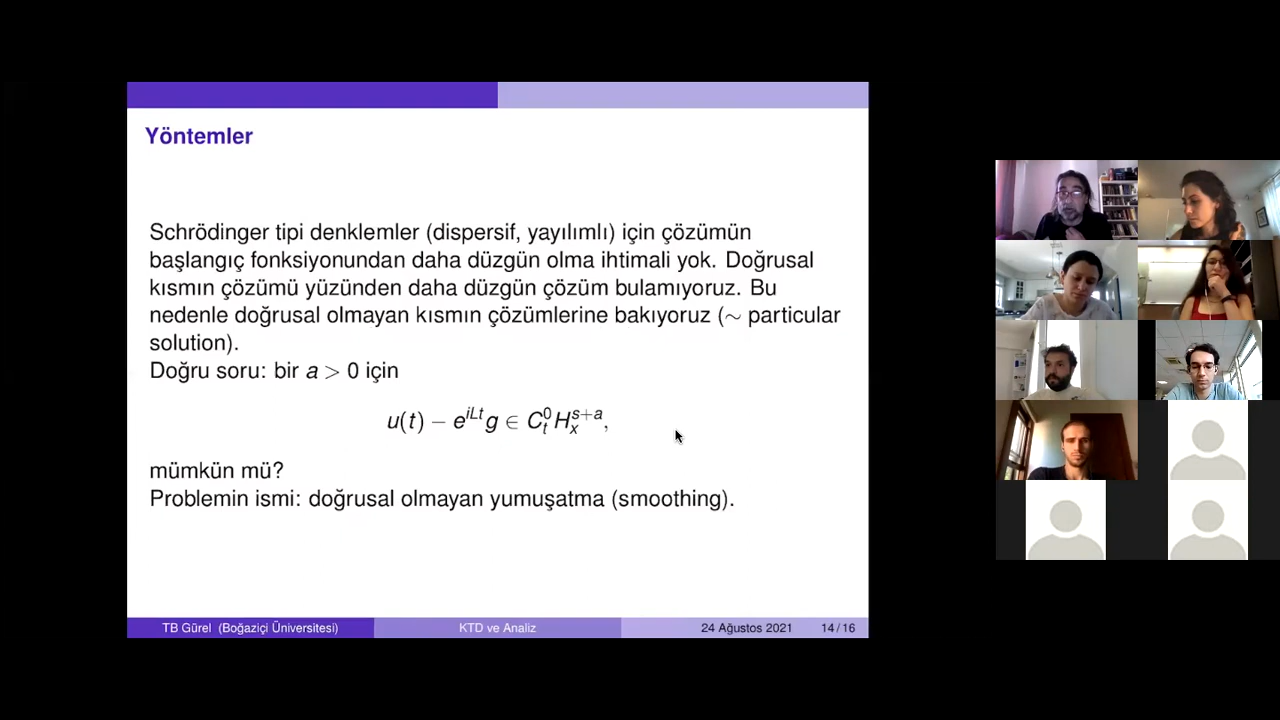 Yöntemler
Schrödinger tipi denklemler (dispersif, yayılımlı) için çözümün
başlangıç fonksiyonundan daha düzgün olma ihtimali yok. Doğrusal
kısmın çözümü yüzünden daha düzgün çözüm bulamıyoruz. Bu
nedenle doğrusal olmayan kısmın çözümlerine bakıyoruz (∼ particular
solution).
Doğru soru: bir a > 0 için
u(t) − e^{iLt}g ∈ C_t^0 H_x^{s+a},
mümkün mü?
Problemin ismi: doğrusal olmayan yumuşatma (smoothing).
TB Gürel (Boğaziçi Üniversitesi) KTD ve Analiz 24 Ağustos 2021 14 / 16